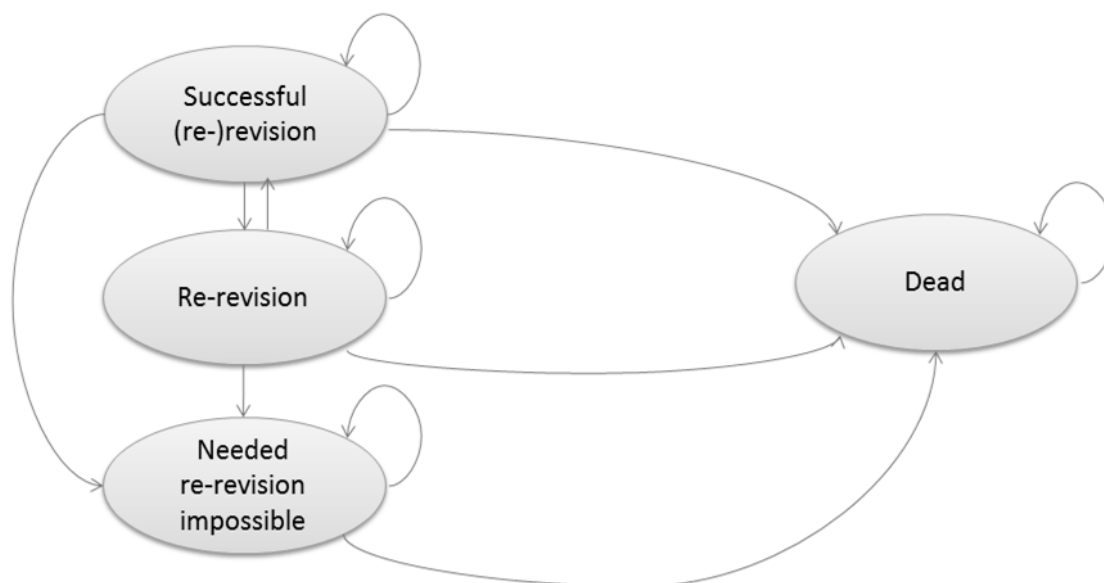 Successful
(re-)revision
Re-revision
Dead
Needed
re-revision
impossible